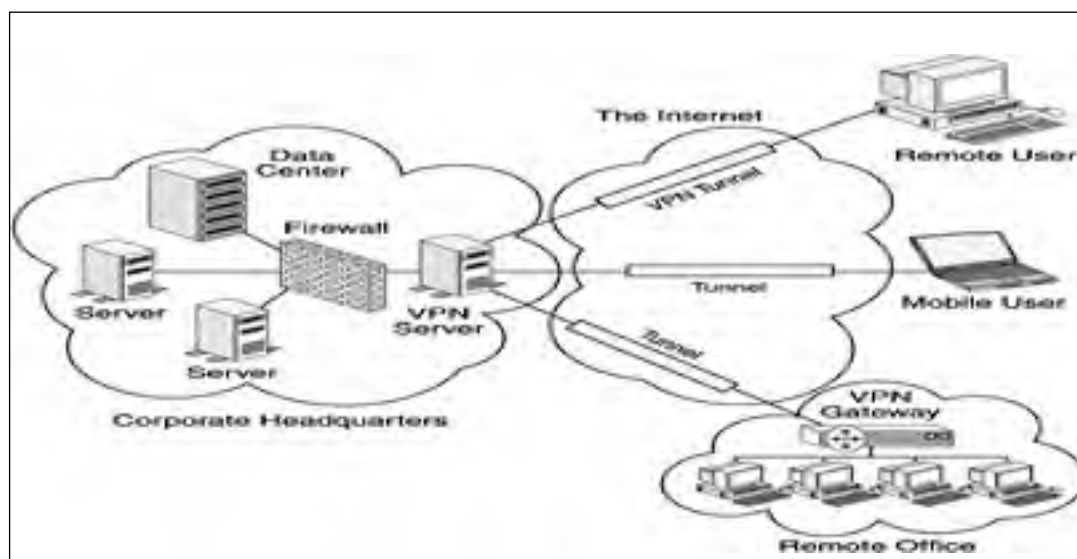 The Internet
Remote User
Data
Center
VPN Tunnel
Firewall
Tunnel
Server
VPN
Server
Mobile User
Server
Tunnel
Corporate Headquarters
VPN
Gateway
Remote Office